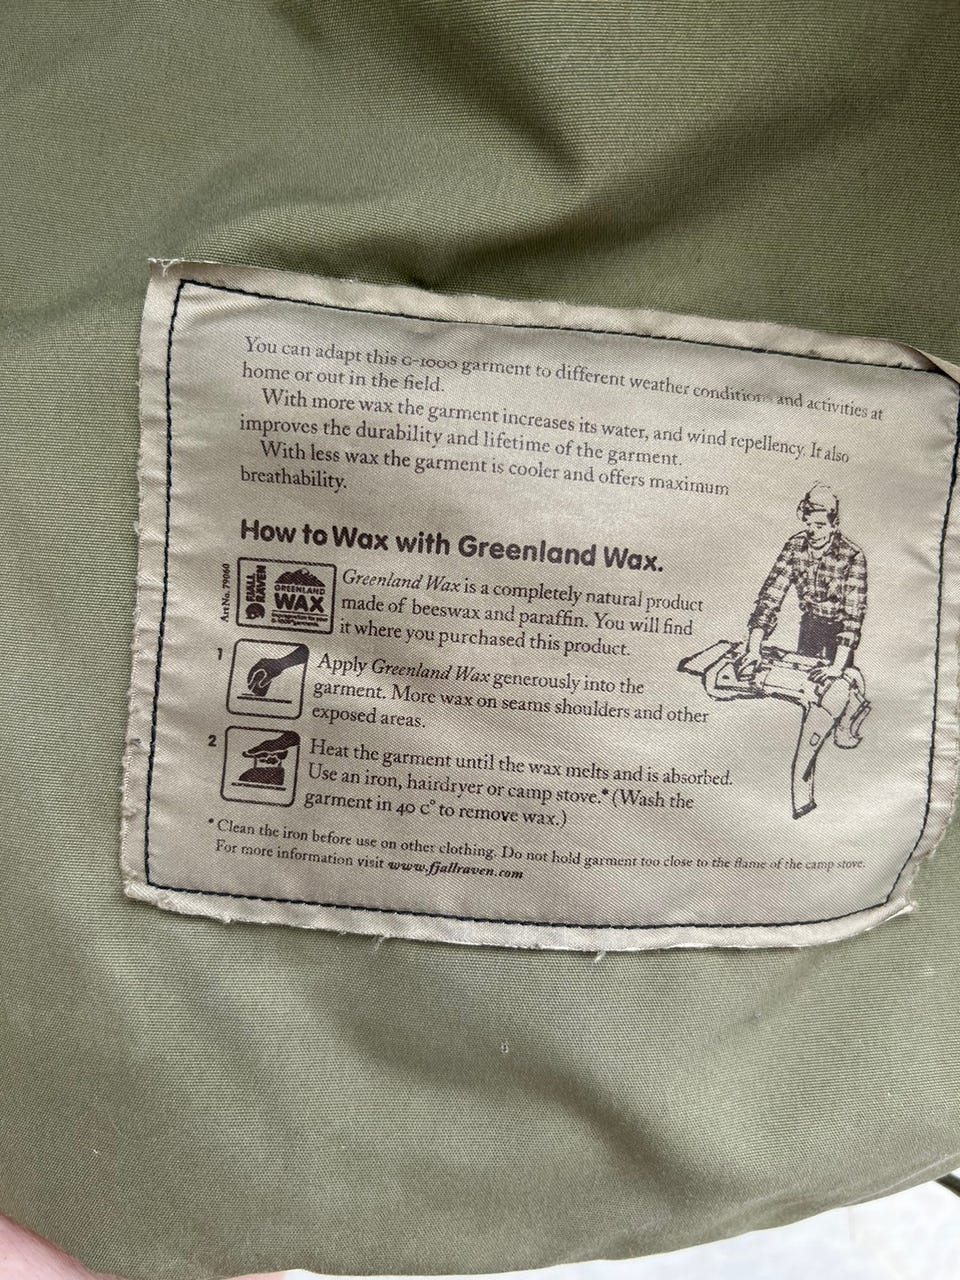 You can adapt this G-1000 garment to different weather conditions and activities at
home or out in the field.
With more wax the garment increases its water, and wind repellency. It also
improves the durability and lifetime of the garment.
With less wax the garment is cooler and offers maximum
breathability.
How to Wax with Greenland Wax.
Art No. 79060
FJALL
RAVEN
GREENLAND
WAX
Greenland Wax is a completely natural product
made of beeswax and paraffin. You will find
it where you purchased this product.
1
Apply Greenland Wax generously into the
garment. More wax on seams shoulders and other
exposed areas.
2
Heat the garment until the wax melts and is absorbed.
Use an iron, hairdryer or camp stove.* (Wash the
garment in 40 c° to remove wax.)
* Clean the iron before use on other clothing. Do not hold garment too close to the flame of the camp stove.
For more information visit www.fjallraven.com